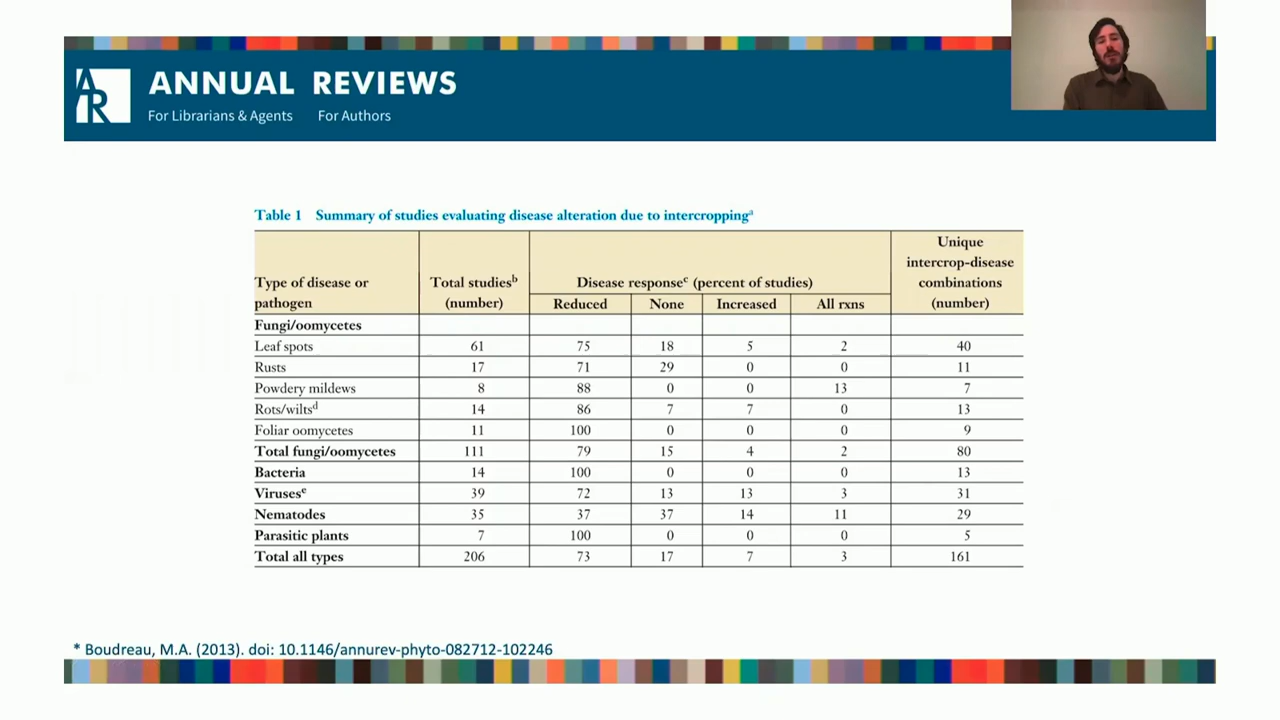 AR
ANNUAL REVIEWS
For Librarians & Agents For Authors
Table 1 Summary of studies evaluating disease alteration due to intercroppingᵃ
Type of disease or pathogen Total studiesᵇ (number) Disease responseᶜ (percent of studies) Unique intercrop-disease combinations (number)
Reduced None Increased All rxns
Fungi/oomycetes
Leaf spots 61 75 18 5 2 40
Rusts 17 71 29 0 0 11
Powdery mildews 8 88 0 0 13 7
Rots/wiltsᵈ 14 86 7 7 0 13
Foliar oomycetes 11 100 0 0 0 9
Total fungi/oomycetes 111 79 15 4 2 80
Bacteria 14 100 0 0 0 13
Virusesᵉ 39 72 13 13 3 31
Nematodes 35 37 37 14 11 29
Parasitic plants 7 100 0 0 0 5
Total all types 206 73 17 7 3 161
* Boudreau, M.A. (2013). doi: 10.1146/annurev-phyto-082712-102246